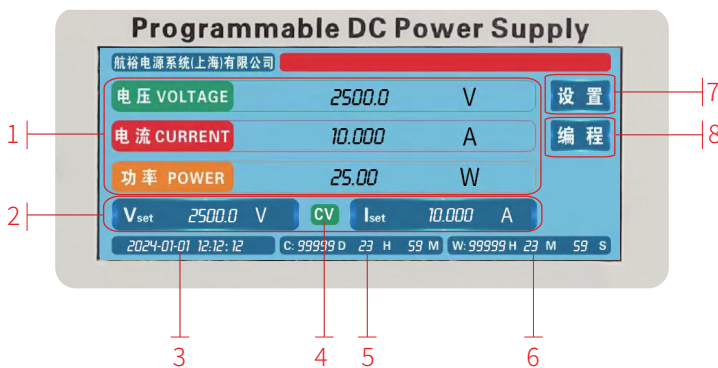 Programmable DC Power Supply
航裕电源系统(上海)有限公司
电压 VOLTAGE 2500.0 V
设置
7
1
电流 CURRENT 10.000 A
编程
8
功率 POWER 25.00 W
2
Vset 2500.0 V CV Iset 10.000 A
2024-01-01 12:12:12 C: 99999 D 23 H 59 M W: 99999 H 23 M 59 S
3 4 5 6